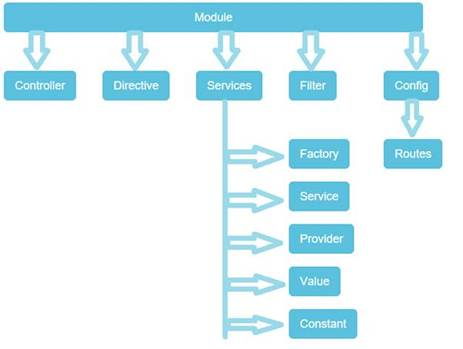 Module
Controller
Directive
Services
Filter
Config
Factory
Routes
Service
Provider
Value
Constant